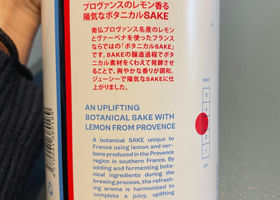 プロヴァンスのレモン香る
陽気なボタニカルSAKE
南仏プロヴァンス名産のレモン
とヴァーベナを使ったフランス
ならではの「ボタニカルSAKE」
です。SAKEの醸造過程でボタ
ニカル素材をくわえて発酵させ
ることで、爽やかな香りが調和、
ジューシーで陽気なSAKEに仕
上がりました。
AN UPLIFTING
BOTANICAL SAKE WITH
LEMON FROM PROVENCE
A botanical SAKE unique to
France using lemon and ver-
bena produced in the Provence
region in southern France. By
adding and fermenting bota-
nical ingredients during the
brewing process, the refresh-
ing aroma is harmonized to
complete a juicy, uplifting